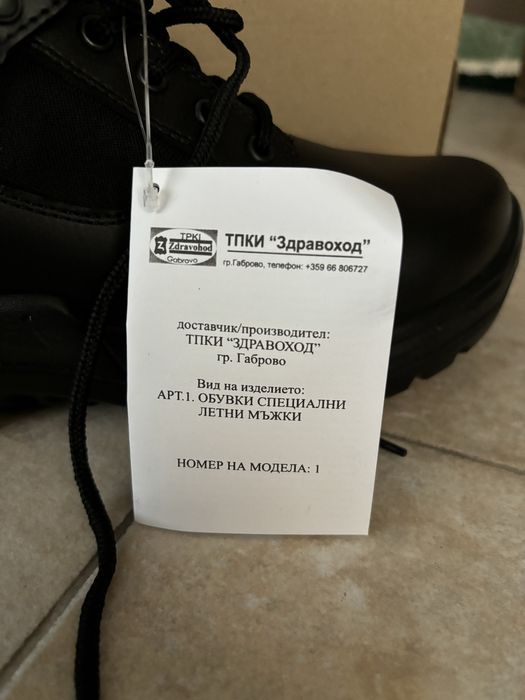 TPKI
Zdravohod
Gabrovo
ТПКИ “Здравоход”
гр.Габрово, телефон: +359 66 806727
доставчик/производител:
ТПКИ “ЗДРАВОХОД”
гр. Габрово
Вид на изделието:
АРТ.1. ОБУВКИ СПЕЦИАЛНИ
ЛЕТНИ МЪЖКИ
НОМЕР НА МОДЕЛА: 1